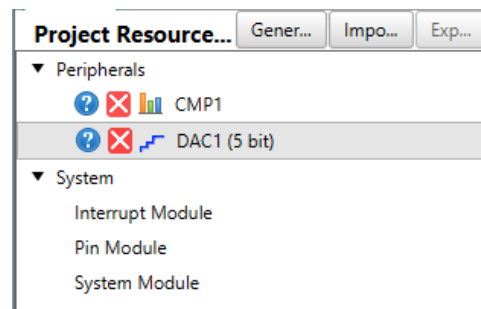 Project Resource... Gener... Impo... Exp...
Peripherals
CMP1
DAC1 (5 bit)
System
Interrupt Module
Pin Module
System Module